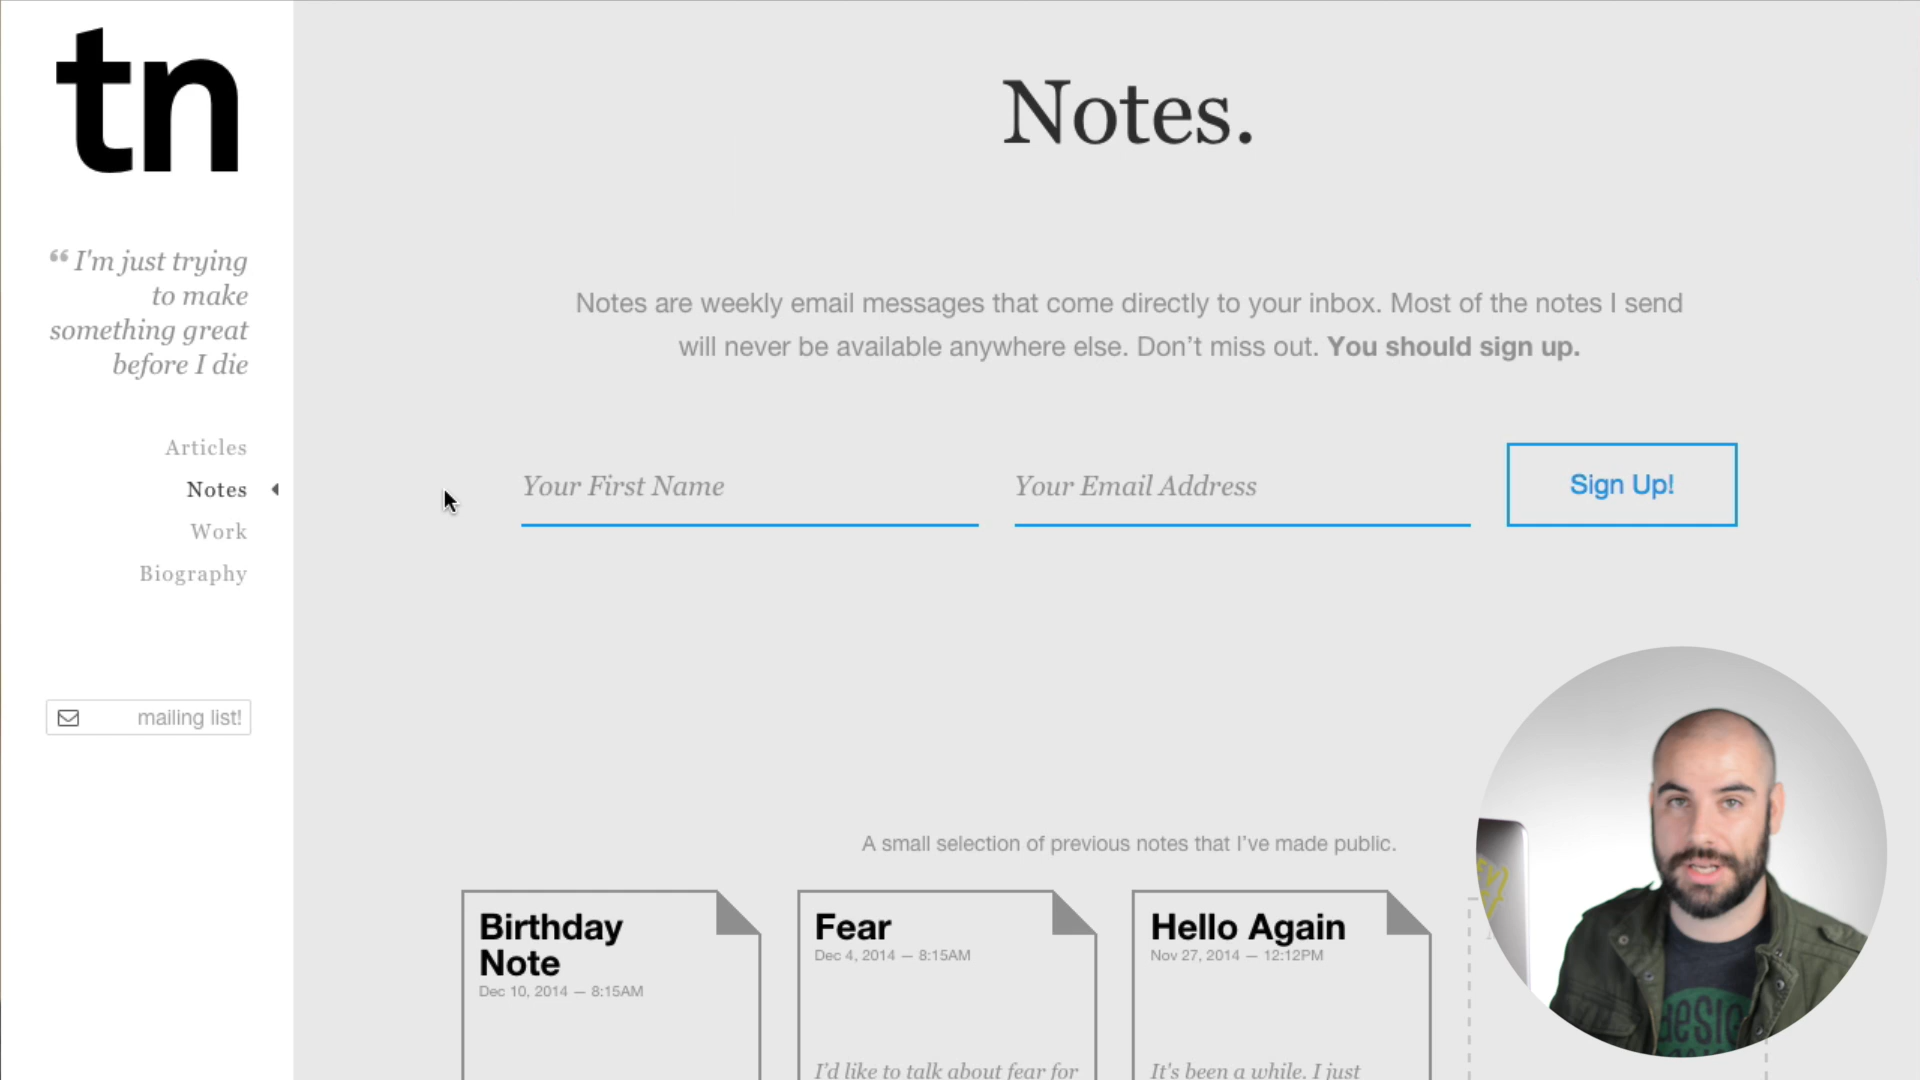 tn
“ I'm just trying
to make
something great
before I die
Articles
Notes
Work
Biography
mailing list!
Notes.
Notes are weekly email messages that come directly to your inbox. Most of the notes I send
will never be available anywhere else. Don’t miss out. You should sign up.
Your First Name
Your Email Address
Sign Up!
A small selection of previous notes that I’ve made public.
Birthday
Note
Dec 10, 2014 — 8:15AM
Fear
Dec 4, 2014 — 8:15AM
I'd like to talk about fear for
Hello Again
Nov 27, 2014 — 12:12PM
It's been a while. I just